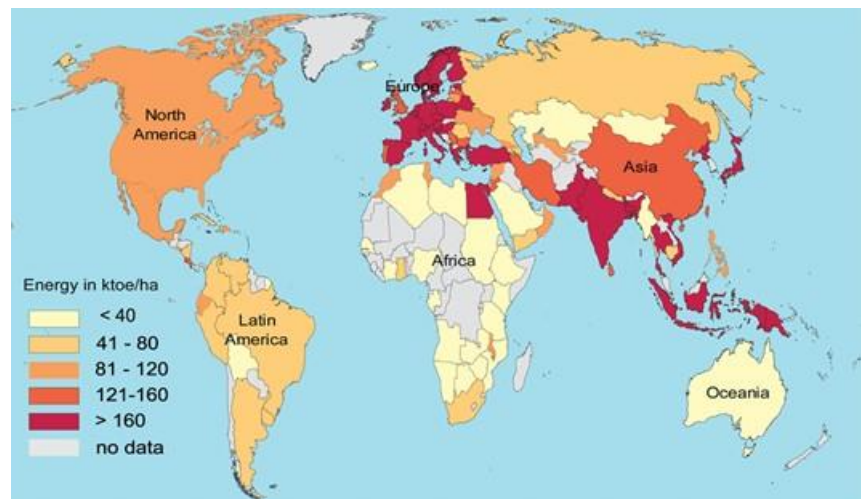 Europe
North
America
Asia
Africa
Energy in ktoe/ha
< 40
41 - 80
81 - 120
121-160
> 160
no data
Latin
America
Oceania